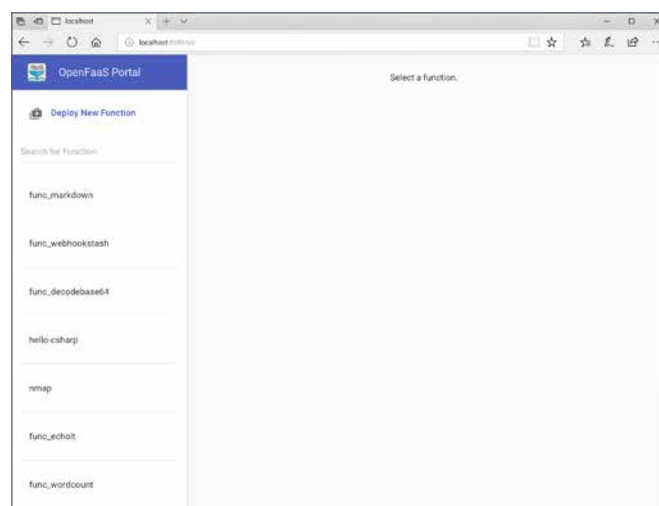 localhost
localhost
OpenFaaS Portal
Select a function.
Deploy New Function
Search for Function
func_markdown
func_webhookstash
func_decodebase64
hello-csharp
nmap
func_echoit
func_wordcount